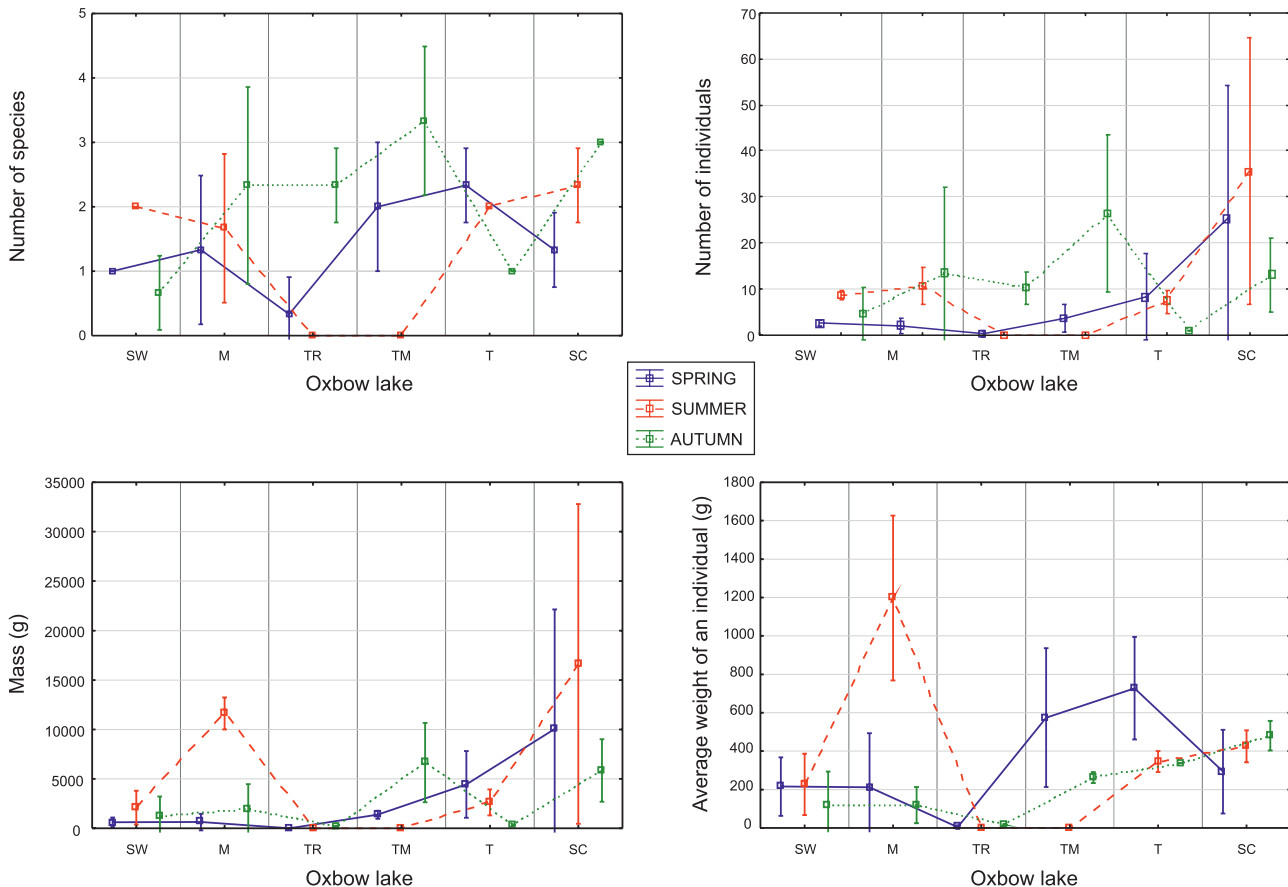 Number of species
5
4
3
2
1
0
SW M TR TM T SC
Oxbow lake
Number of individuals
70
60
50
40
30
20
10
0
SW M TR TM T SC
Oxbow lake
SPRING
SUMMER
AUTUMN
Mass (g)
35000
30000
25000
20000
15000
10000
5000
0
SW M TR TM T SC
Oxbow lake
Average weight of an individual (g)
1800
1600
1400
1200
1000
800
600
400
200
0
SW M TR TM T SC
Oxbow lake